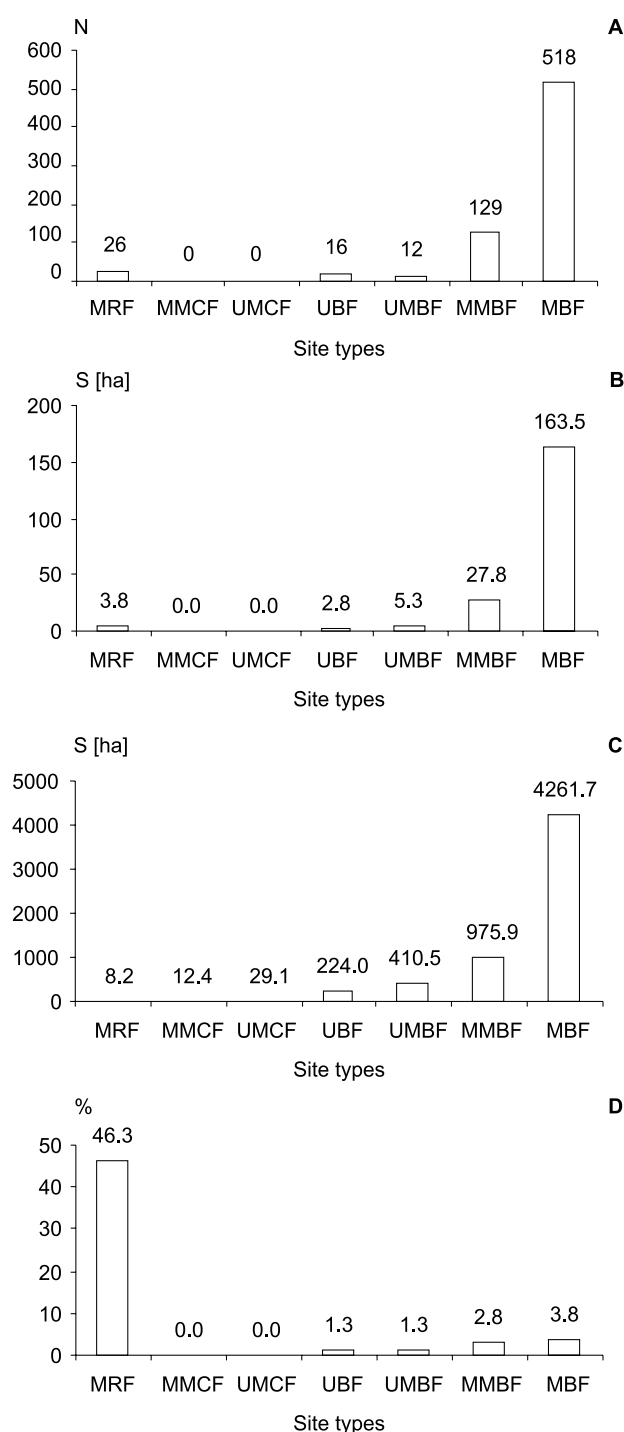 N A
600
518
500
400
300
200
129
100
26 0 0 16 12
0
MRF MMCF UMCF UBF UMBF MMBF MBF
Site types
S [ha] B
200
163.5
150
100
50
3.8 0.0 0.0 2.8 5.3 27.8
0
MRF MMCF UMCF UBF UMBF MMBF MBF
Site types
S [ha] C
5000
4261.7
4000
3000
2000
1000
8.2 12.4 29.1 224.0 410.5 975.9
0
MRF MMCF UMCF UBF UMBF MMBF MBF
Site types
% D
46.3
50
40
30
20
10
0.0 0.0 1.3 1.3 2.8 3.8
0
MRF MMCF UMCF UBF UMBF MMBF MBF
Site types